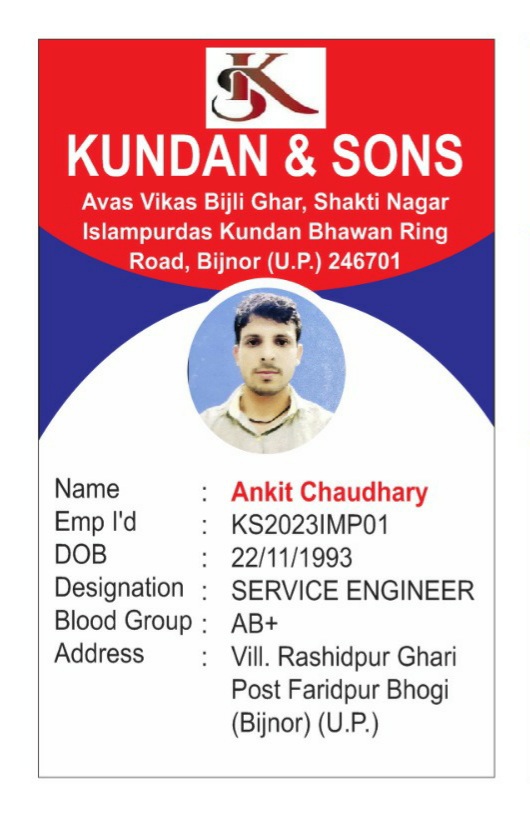 KUNDAN & SONS
Avas Vikas Bijli Ghar, Shakti Nagar
Islampurdas Kundan Bhawan Ring
Road, Bijnor (U.P.) 246701
Name : Ankit Chaudhary
Emp I'd : KS2023IMP01
DOB : 22/11/1993
Designation : SERVICE ENGINEER
Blood Group : AB+
Address : Vill. Rashidpur Ghari
Post Faridpur Bhogi
(Bijnor) (U.P.)